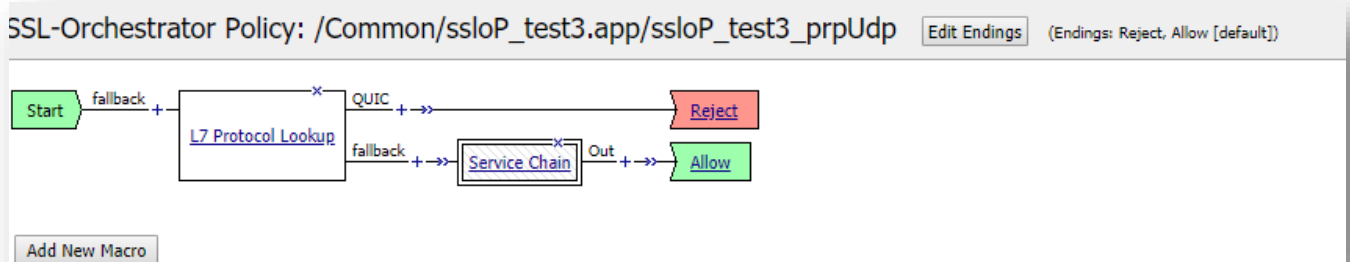 SSL-Orchestrator Policy: /Common/ssloP_test3.app/ssloP_test3_prpUdp Edit Endings (Endings: Reject, Allow [default])
Start fallback + L7 Protocol Lookup × QUIC + Reject
fallback + Service Chain × Out + Allow
Add New Macro